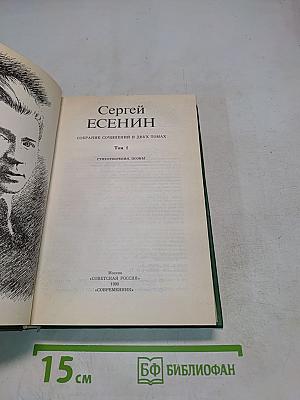 Сергей
ЕСЕНИН
СОБРАНИЕ СОЧИНЕНИЙ В ДВУХ ТОМАХ
Том 1
СТИХОТВОРЕНИЯ. ПОЭМЫ
Москва
«СОВЕТСКАЯ РОССИЯ»
1990
«СОВРЕМЕННИК»
15 см
БФ БИБЛИОФАН